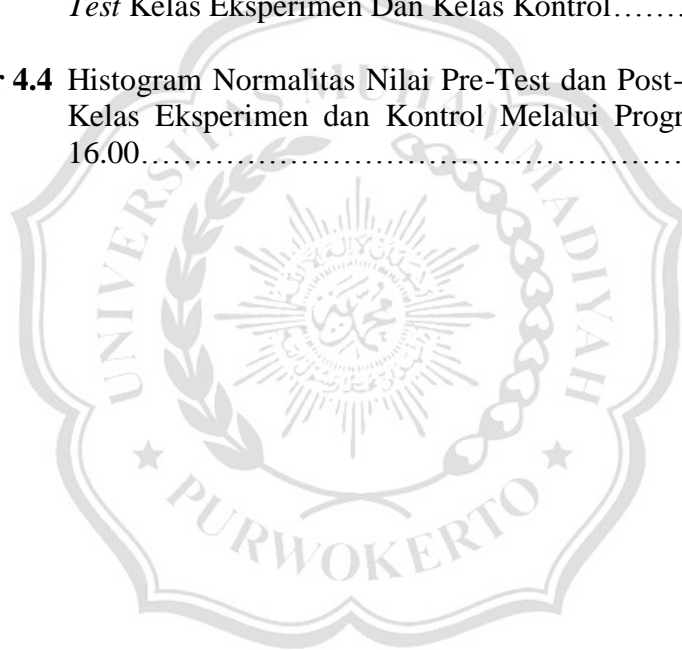 Test Kelas Eksperimen Dan Kelas Kontrol.......
r 4.4 Histogram Normalitas Nilai Pre-Test dan Post-
Kelas Eksperimen dan Kontrol Melalui Progr
16.00......................................................
UNIVERSITAS MUHAMMADIYAH
PURWOKERTO